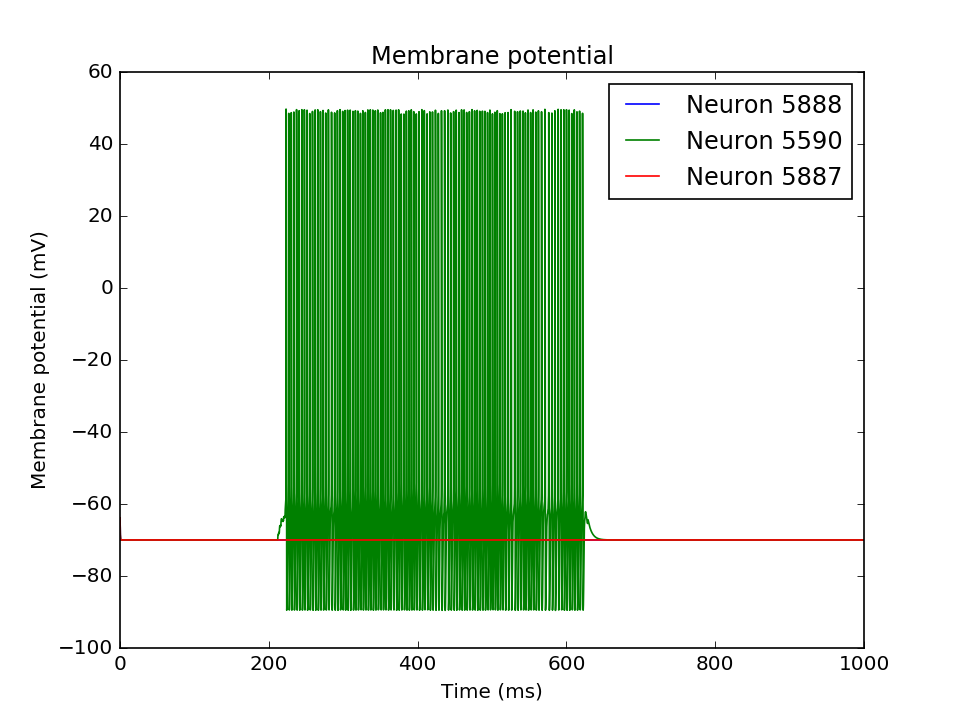 Membrane potential
Neuron 5888
Neuron 5590
Neuron 5887
Membrane potential (mV)
60
40
20
0
−20
−40
−60
−80
−100
0 200 400 600 800 1000
Time (ms)